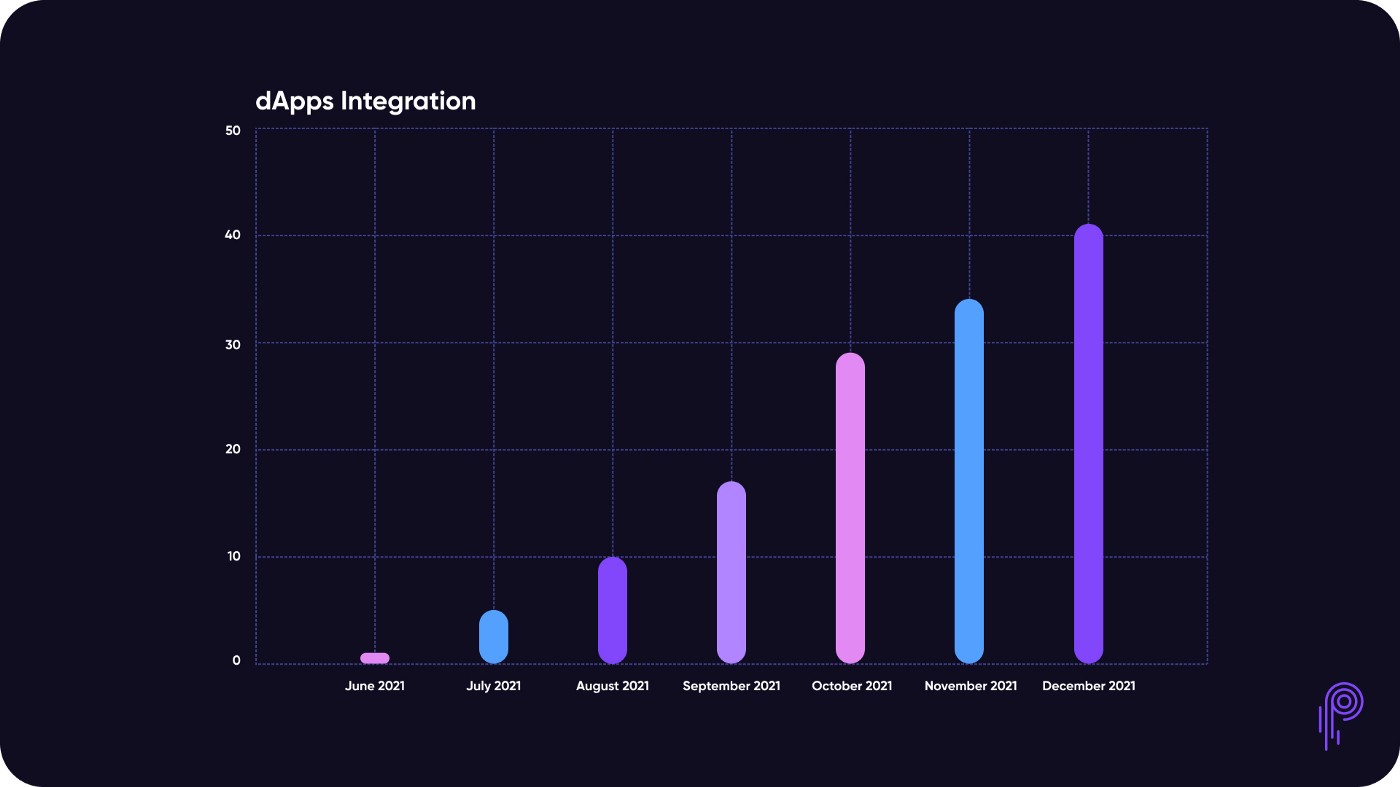 dApps Integration
50
40
30
20
10
0
June 2021
July 2021
August 2021
September 2021
October 2021
November 2021
December 2021